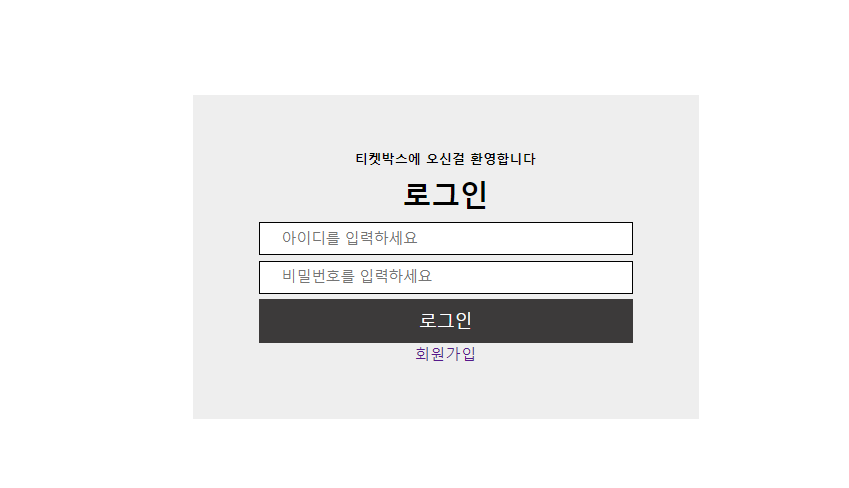 티켓박스에 오신걸 환영합니다
로그인
아이디를 입력하세요
비밀번호를 입력하세요
로그인
회원가입